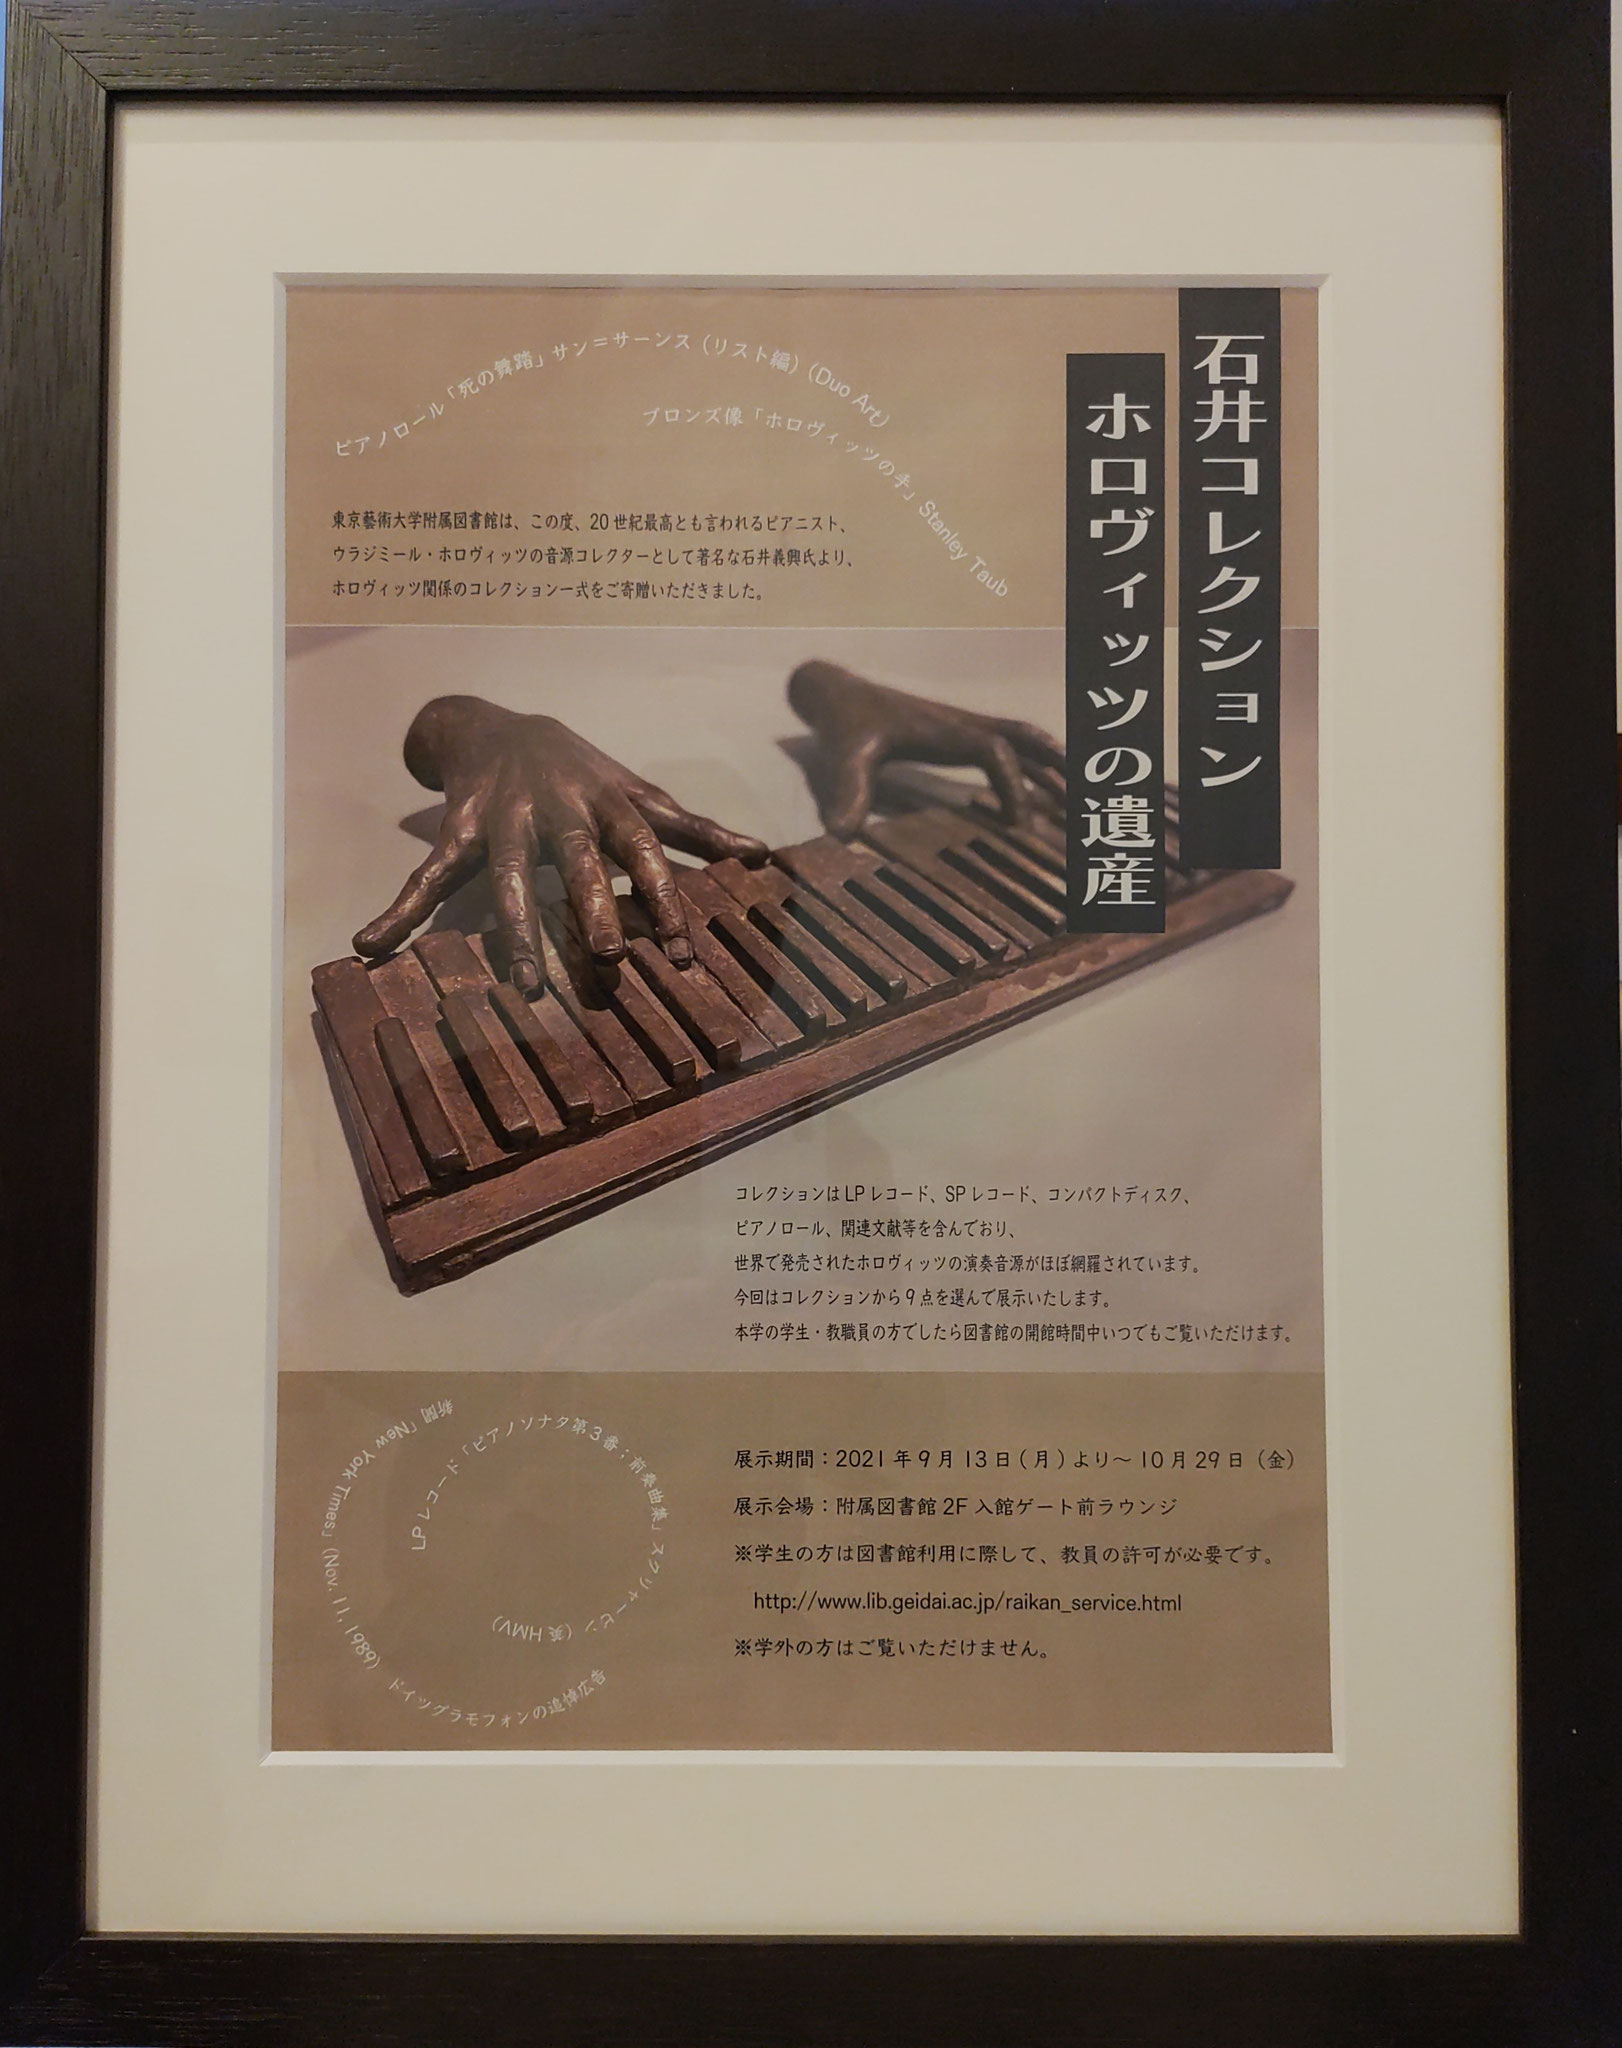 石井コレクション
ホロヴィッツの遺産
ピアノロール「死の舞踏」サン＝サーンス（リスト編）（Duo Art）
ブロンズ像「ホロヴィッツの手」Stanley Taub
東京藝術大学附属図書館は、この度、20世紀最高とも言われるピアニスト、
ウラジミール・ホロヴィッツの音源コレクターとして著名な石井義興氏より、
ホロヴィッツ関係のコレクション一式をご寄贈いただきました。
コレクションはLPレコード、SPレコード、コンパクトディスク、
ピアノロール、関連文献等を含んでおり、
世界で発売されたホロヴィッツの演奏音源がほぼ網羅されています。
今回はコレクションから9点を選んで展示いたします。
本学の学生・教職員の方でしたら図書館の開館時間中いつでもご覧いただけます。
新聞「New York Times」（Nov. 11, 1989） ドイツグラモフォンの追悼広告
LPレコード「ピアノソナタ第3番；前奏曲集」スクリャービン（英HMV）
展示期間：2021年9月13日(月)より～10月29日（金）
展示会場：附属図書館2F入館ゲート前ラウンジ
※学生の方は図書館利用に際して、教員の許可が必要です。
http://www.lib.geidai.ac.jp/raikan_service.html
※学外の方はご覧いただけません。